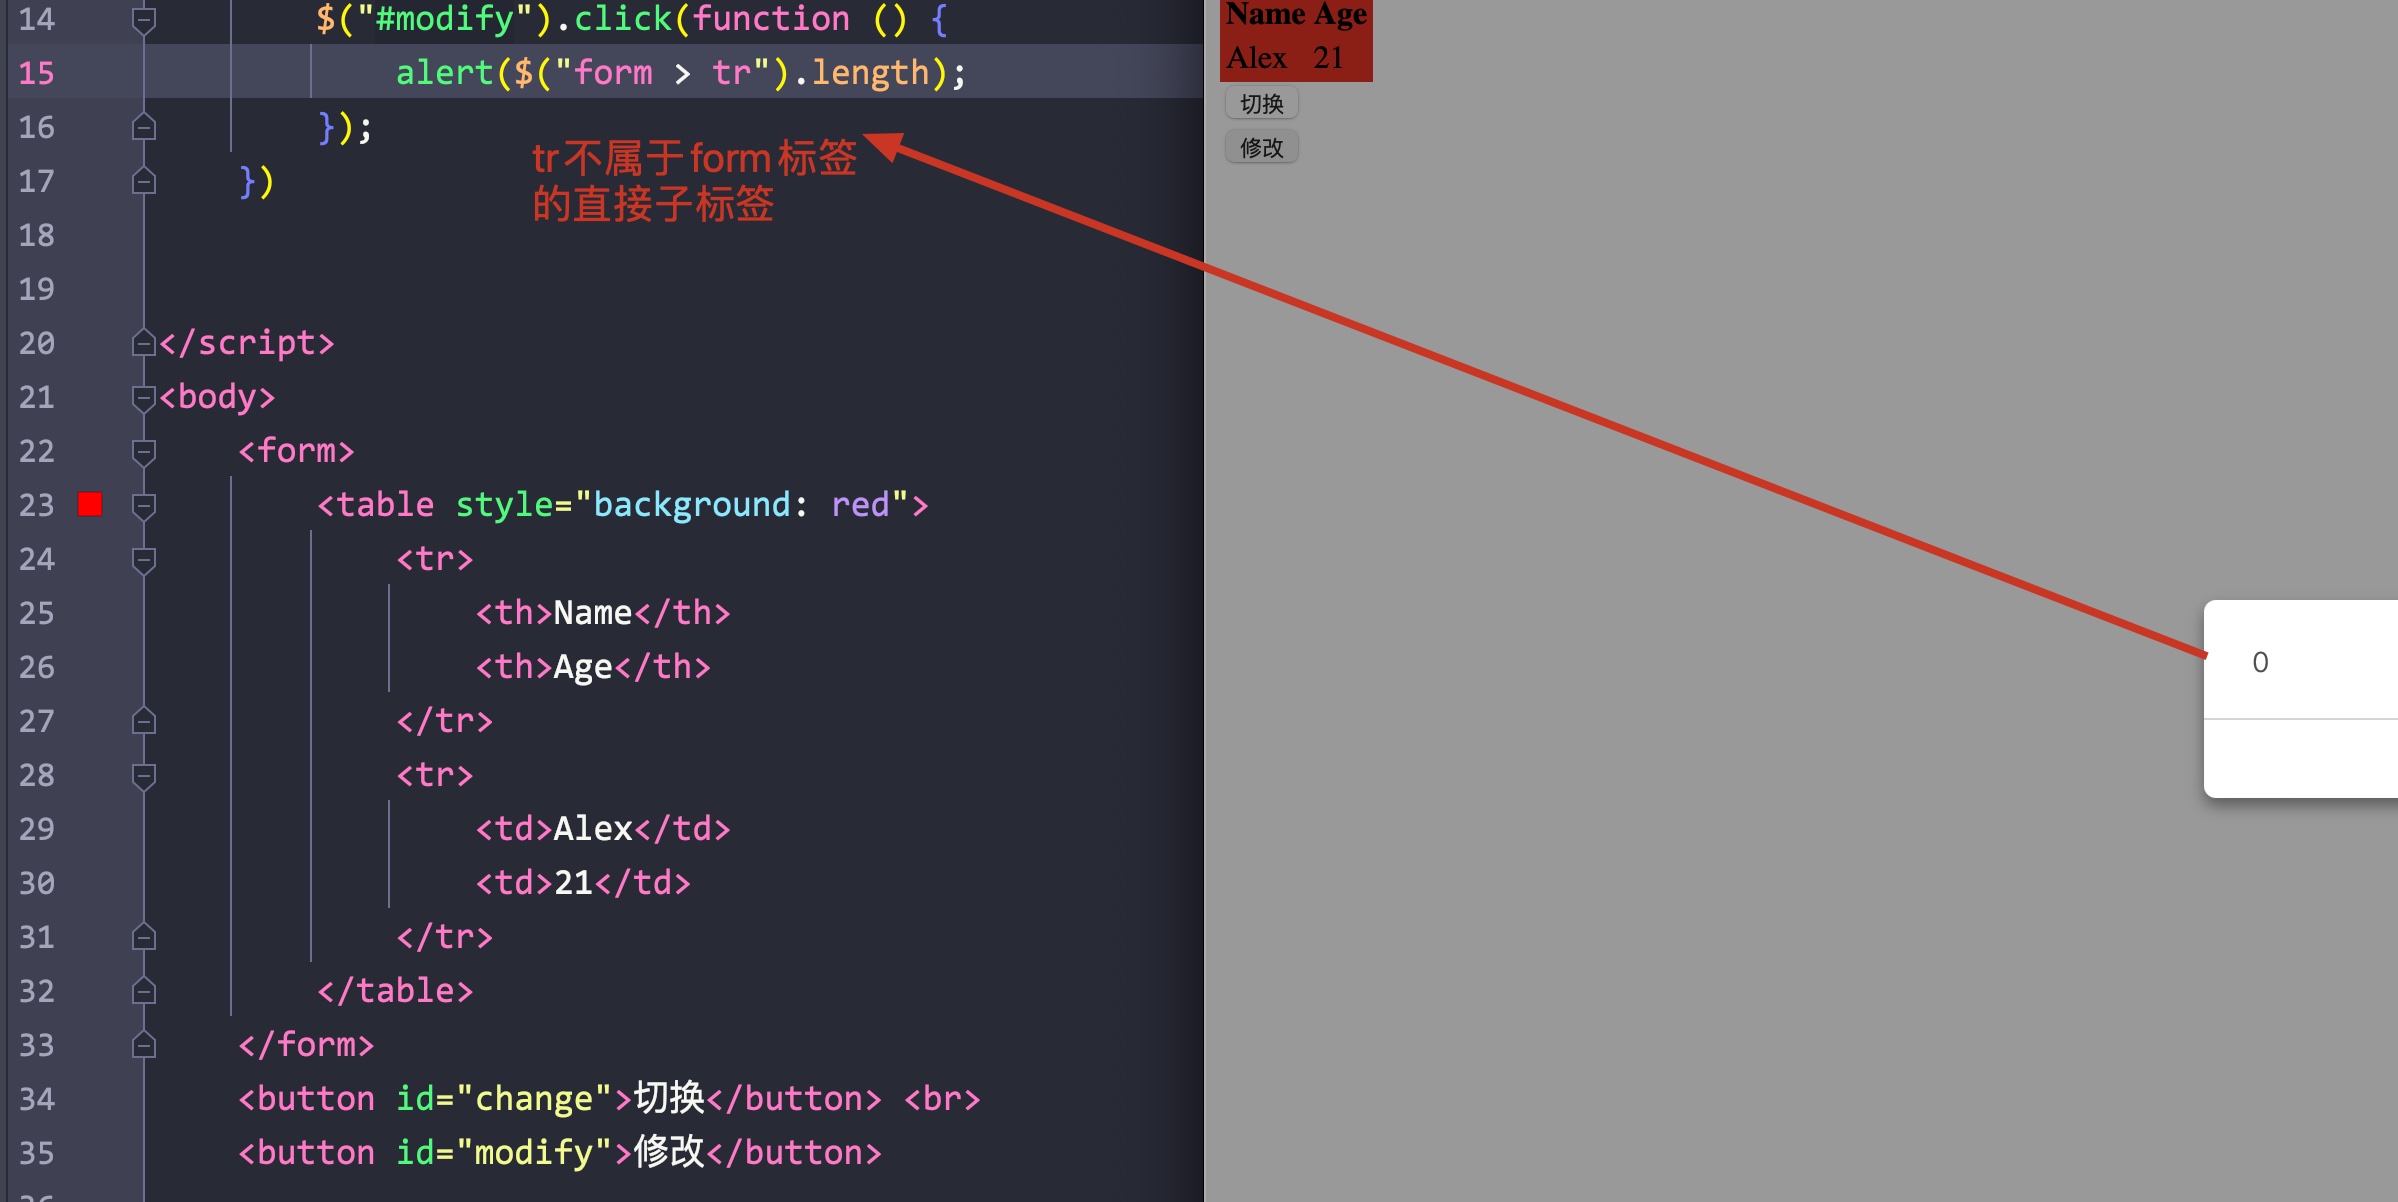 14 $("#modify").click(function () {
15 alert($("form > tr").length);
16 });
tr不属于form标签
的直接子标签
17 })
18
19
20 </script>
21 <body>
22 <form>
23 <table style="background: red">
24 <tr>
25 <th>Name</th>
26 <th>Age</th>
27 </tr>
28 <tr>
29 <td>Alex</td>
30 <td>21</td>
31 </tr>
32 </table>
33 </form>
34 <button id="change">切换</button> <br>
35 <button id="modify">修改</button>
Name Age
Alex 21
切换
修改
0